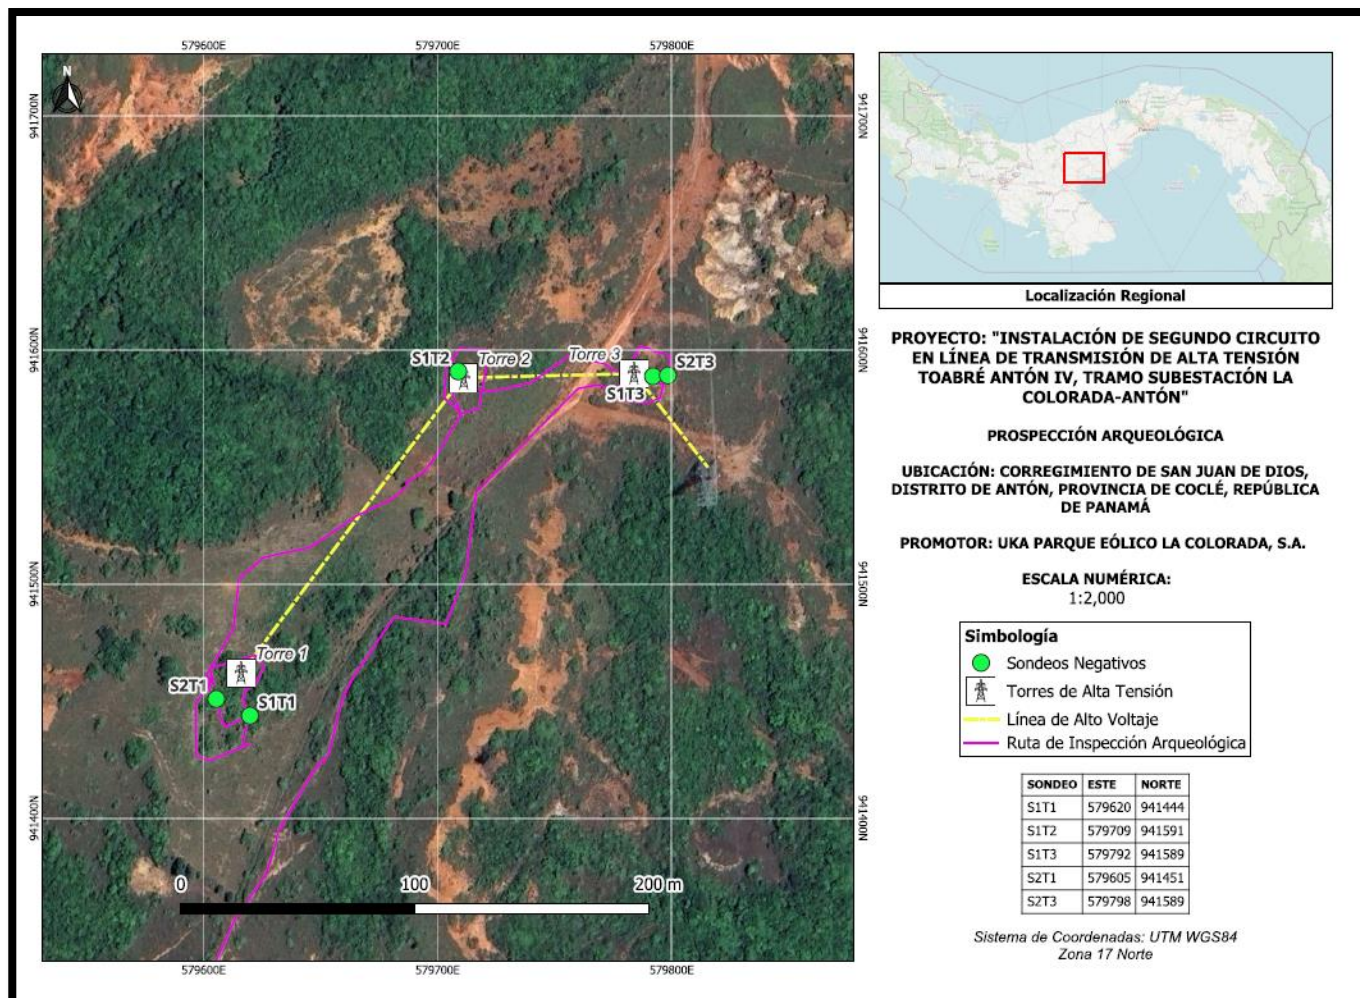 579600E
579700E
579800E
N
941700N
941700N
941600N
941600N
941500N
941500N
941400N
941400N
S1T2
Torre 2
Torre 3
S2T3
S1T3
Torre 1
S2T1
S1T1
0
100
200 m
579600E
579700E
579800E
Localización Regional
PROYECTO: "INSTALACIÓN DE SEGUNDO CIRCUITO
EN LÍNEA DE TRANSMISIÓN DE ALTA TENSIÓN
TOABRÉ ANTÓN IV, TRAMO SUBESTACIÓN LA
COLORADA-ANTÓN"
PROSPECCIÓN ARQUEOLÓGICA
UBICACIÓN: CORREGIMIENTO DE SAN JUAN DE DIOS,
DISTRITO DE ANTÓN, PROVINCIA DE COCLÉ, REPÚBLICA
DE PANAMÁ
PROMOTOR: UKA PARQUE EÓLICO LA COLORADA, S.A.
ESCALA NUMÉRICA:
1:2,000
Simbología
Sondeos Negativos
Torres de Alta Tensión
Línea de Alto Voltaje
Ruta de Inspección Arqueológica
SONDEO ESTE NORTE
S1T1 579620 941444
S1T2 579709 941591
S1T3 579792 941589
S2T1 579605 941451
S2T3 579798 941589
Sistema de Coordenadas: UTM WGS84
Zona 17 Norte